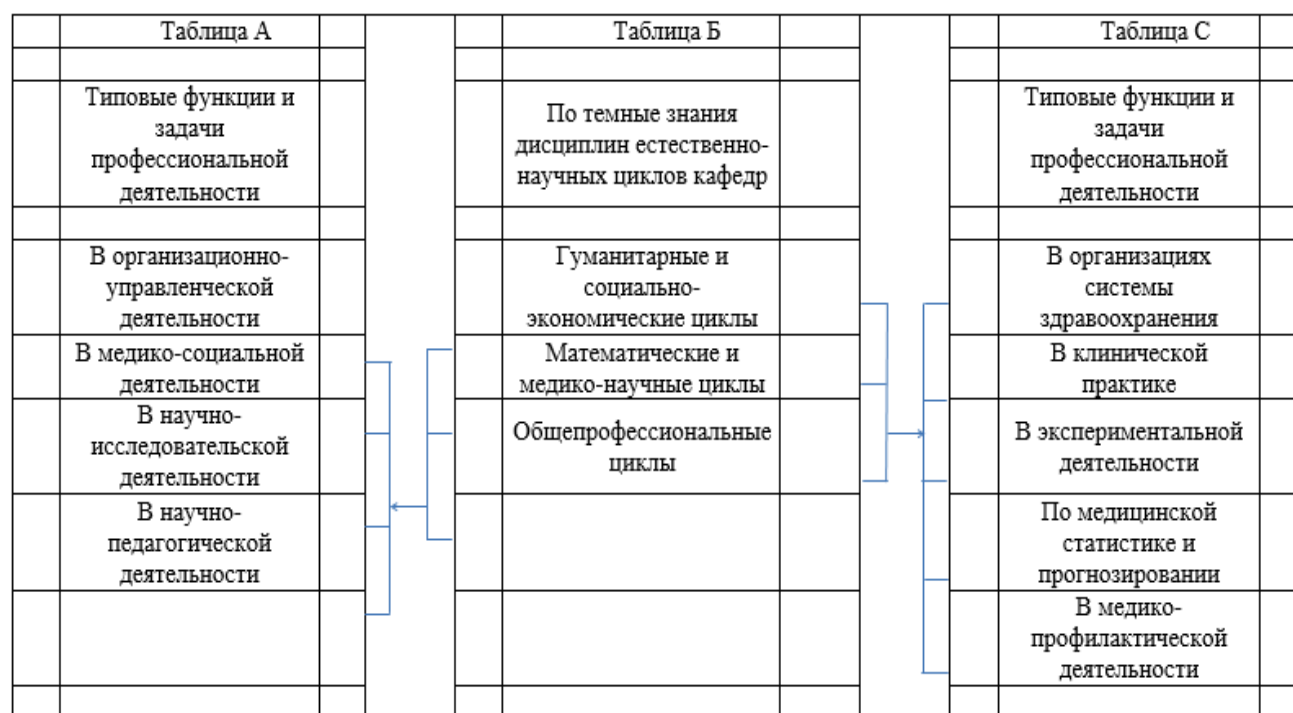 Таблица А
Типовые функции и
задачи
профессиональной
деятельности
В организационно-
управленческой
деятельности
В медико-социальной
деятельности
В научно-
исследовательской
деятельности
В научно-
педагогической
деятельности
Таблица Б
По темные знания
дисциплин естественно-
научных циклов кафедр
Гуманитарные и
социально-
экономические циклы
Математические и
медико-научные циклы
Общепрофессиональные
циклы
Таблица С
Типовые функции и
задачи
профессиональной
деятельности
В организациях
системы
здравоохранения
В клинической
практике
В экспериментальной
деятельности
По медицинской
статистике и
прогнозировании
В медико-
профилактической
деятельности